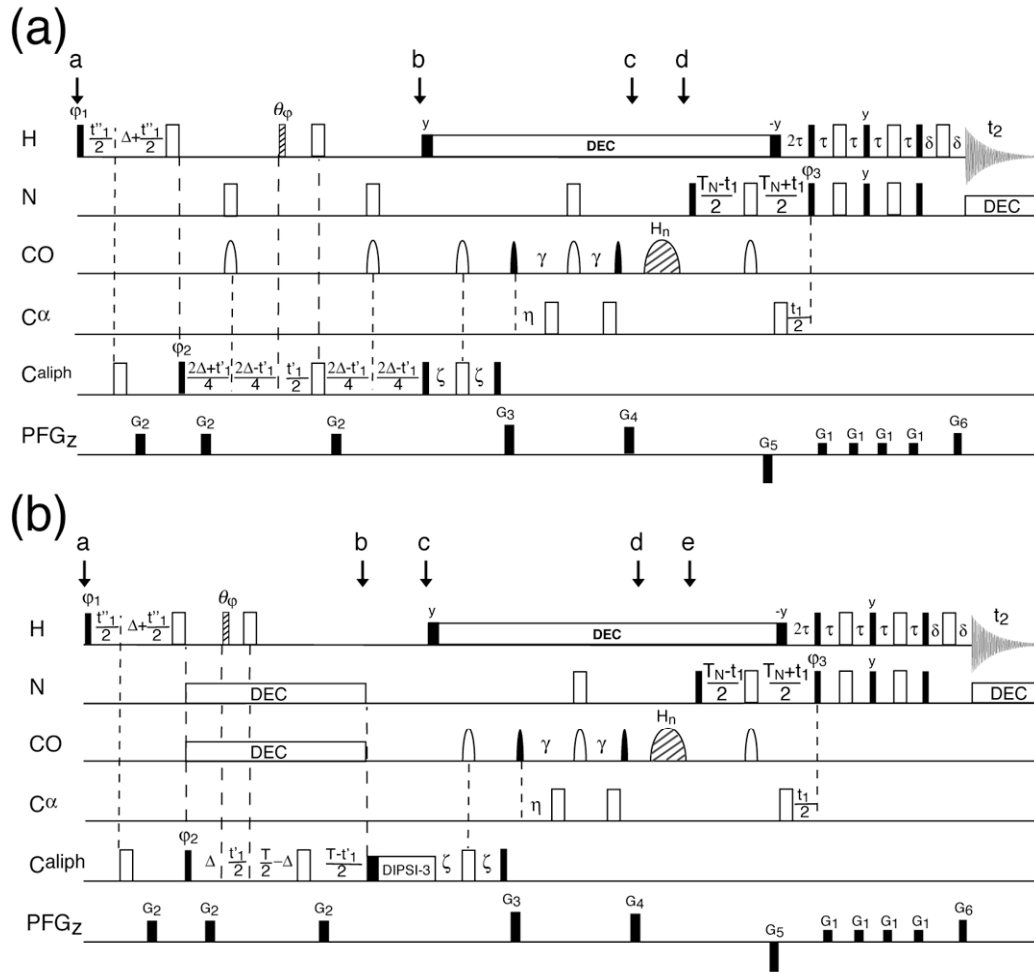 (a)
a b c d
φ1 θφ y -y y t2
H t"1/2 Δ+t"1/2 DEC 2τ τ τ τ τ δ δ
N TN-t1/2 TN+t1/2 φ3 y DEC
CO γ γ Hn
Cα η t1/2
Caliph φ2 2Δ+t'1/4 2Δ-t'1/4 t'1/2 2Δ-t'1/4 2Δ-t'1/4 ζ ζ
PFGz G2 G2 G2 G3 G4 G5 G1 G1 G1 G1 G6
(b)
a b c d e
φ1 θφ y -y y t2
H t"1/2 Δ+t"1/2 DEC 2τ τ τ τ τ δ δ
N DEC TN-t1/2 TN+t1/2 φ3 y DEC
CO DEC γ γ Hn
Cα η t1/2
Caliph φ2 Δ t'1/2 T/2-Δ T-t'1/2 DIPSI-3 ζ ζ
PFGz G2 G2 G2 G3 G4 G5 G1 G1 G1 G1 G6